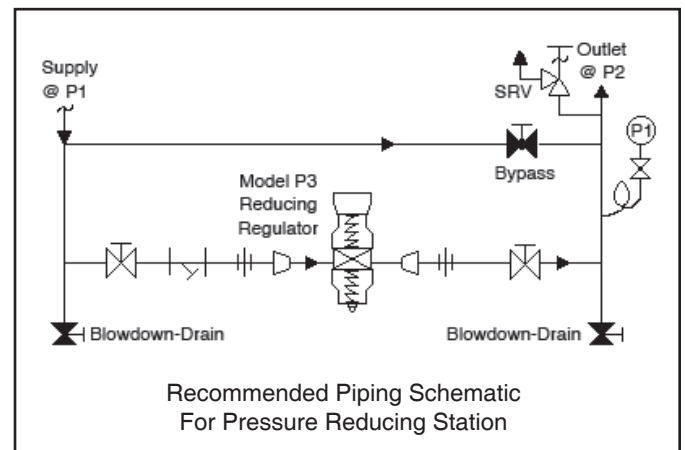 Supply
@ P1
Outlet
@ P2
SRV
P1
Bypass
Model P3
Reducing
Regulator
Blowdown-Drain
Blowdown-Drain
Recommended Piping Schematic
For Pressure Reducing Station